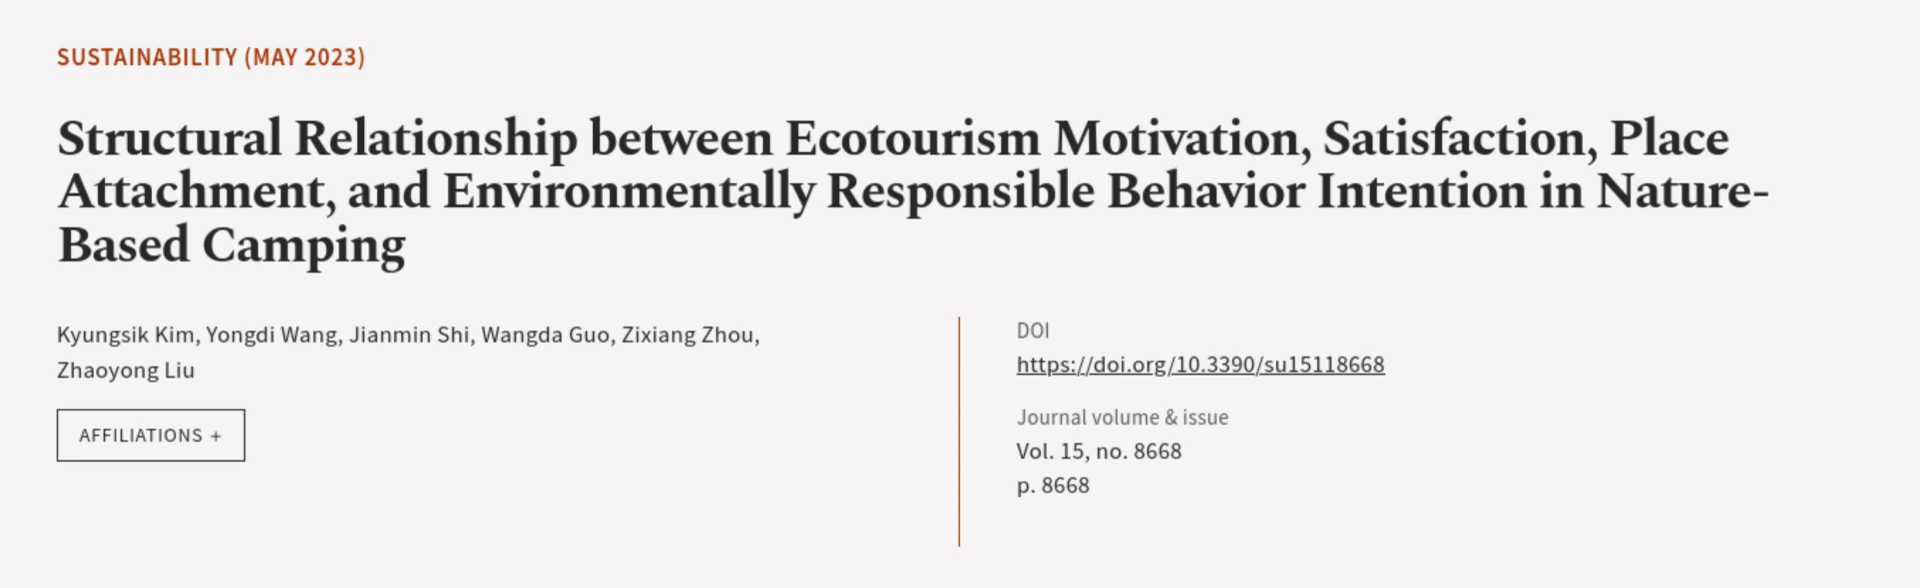 SUSTAINABILITY (MAY 2023)
Structural Relationship between Ecotourism Motivation, Satisfaction, Place
Attachment, and Environmentally Responsible Behavior Intention in Nature-
Based Camping
Kyungsik Kim, Yongdi Wang, Jianmin Shi, Wangda Guo, Zixiang Zhou,
Zhaoyong Liu
AFFILIATIONS +
DOI
https://doi.org/10.3390/su15118668
Journal volume & issue
Vol. 15, no. 8668
p. 8668